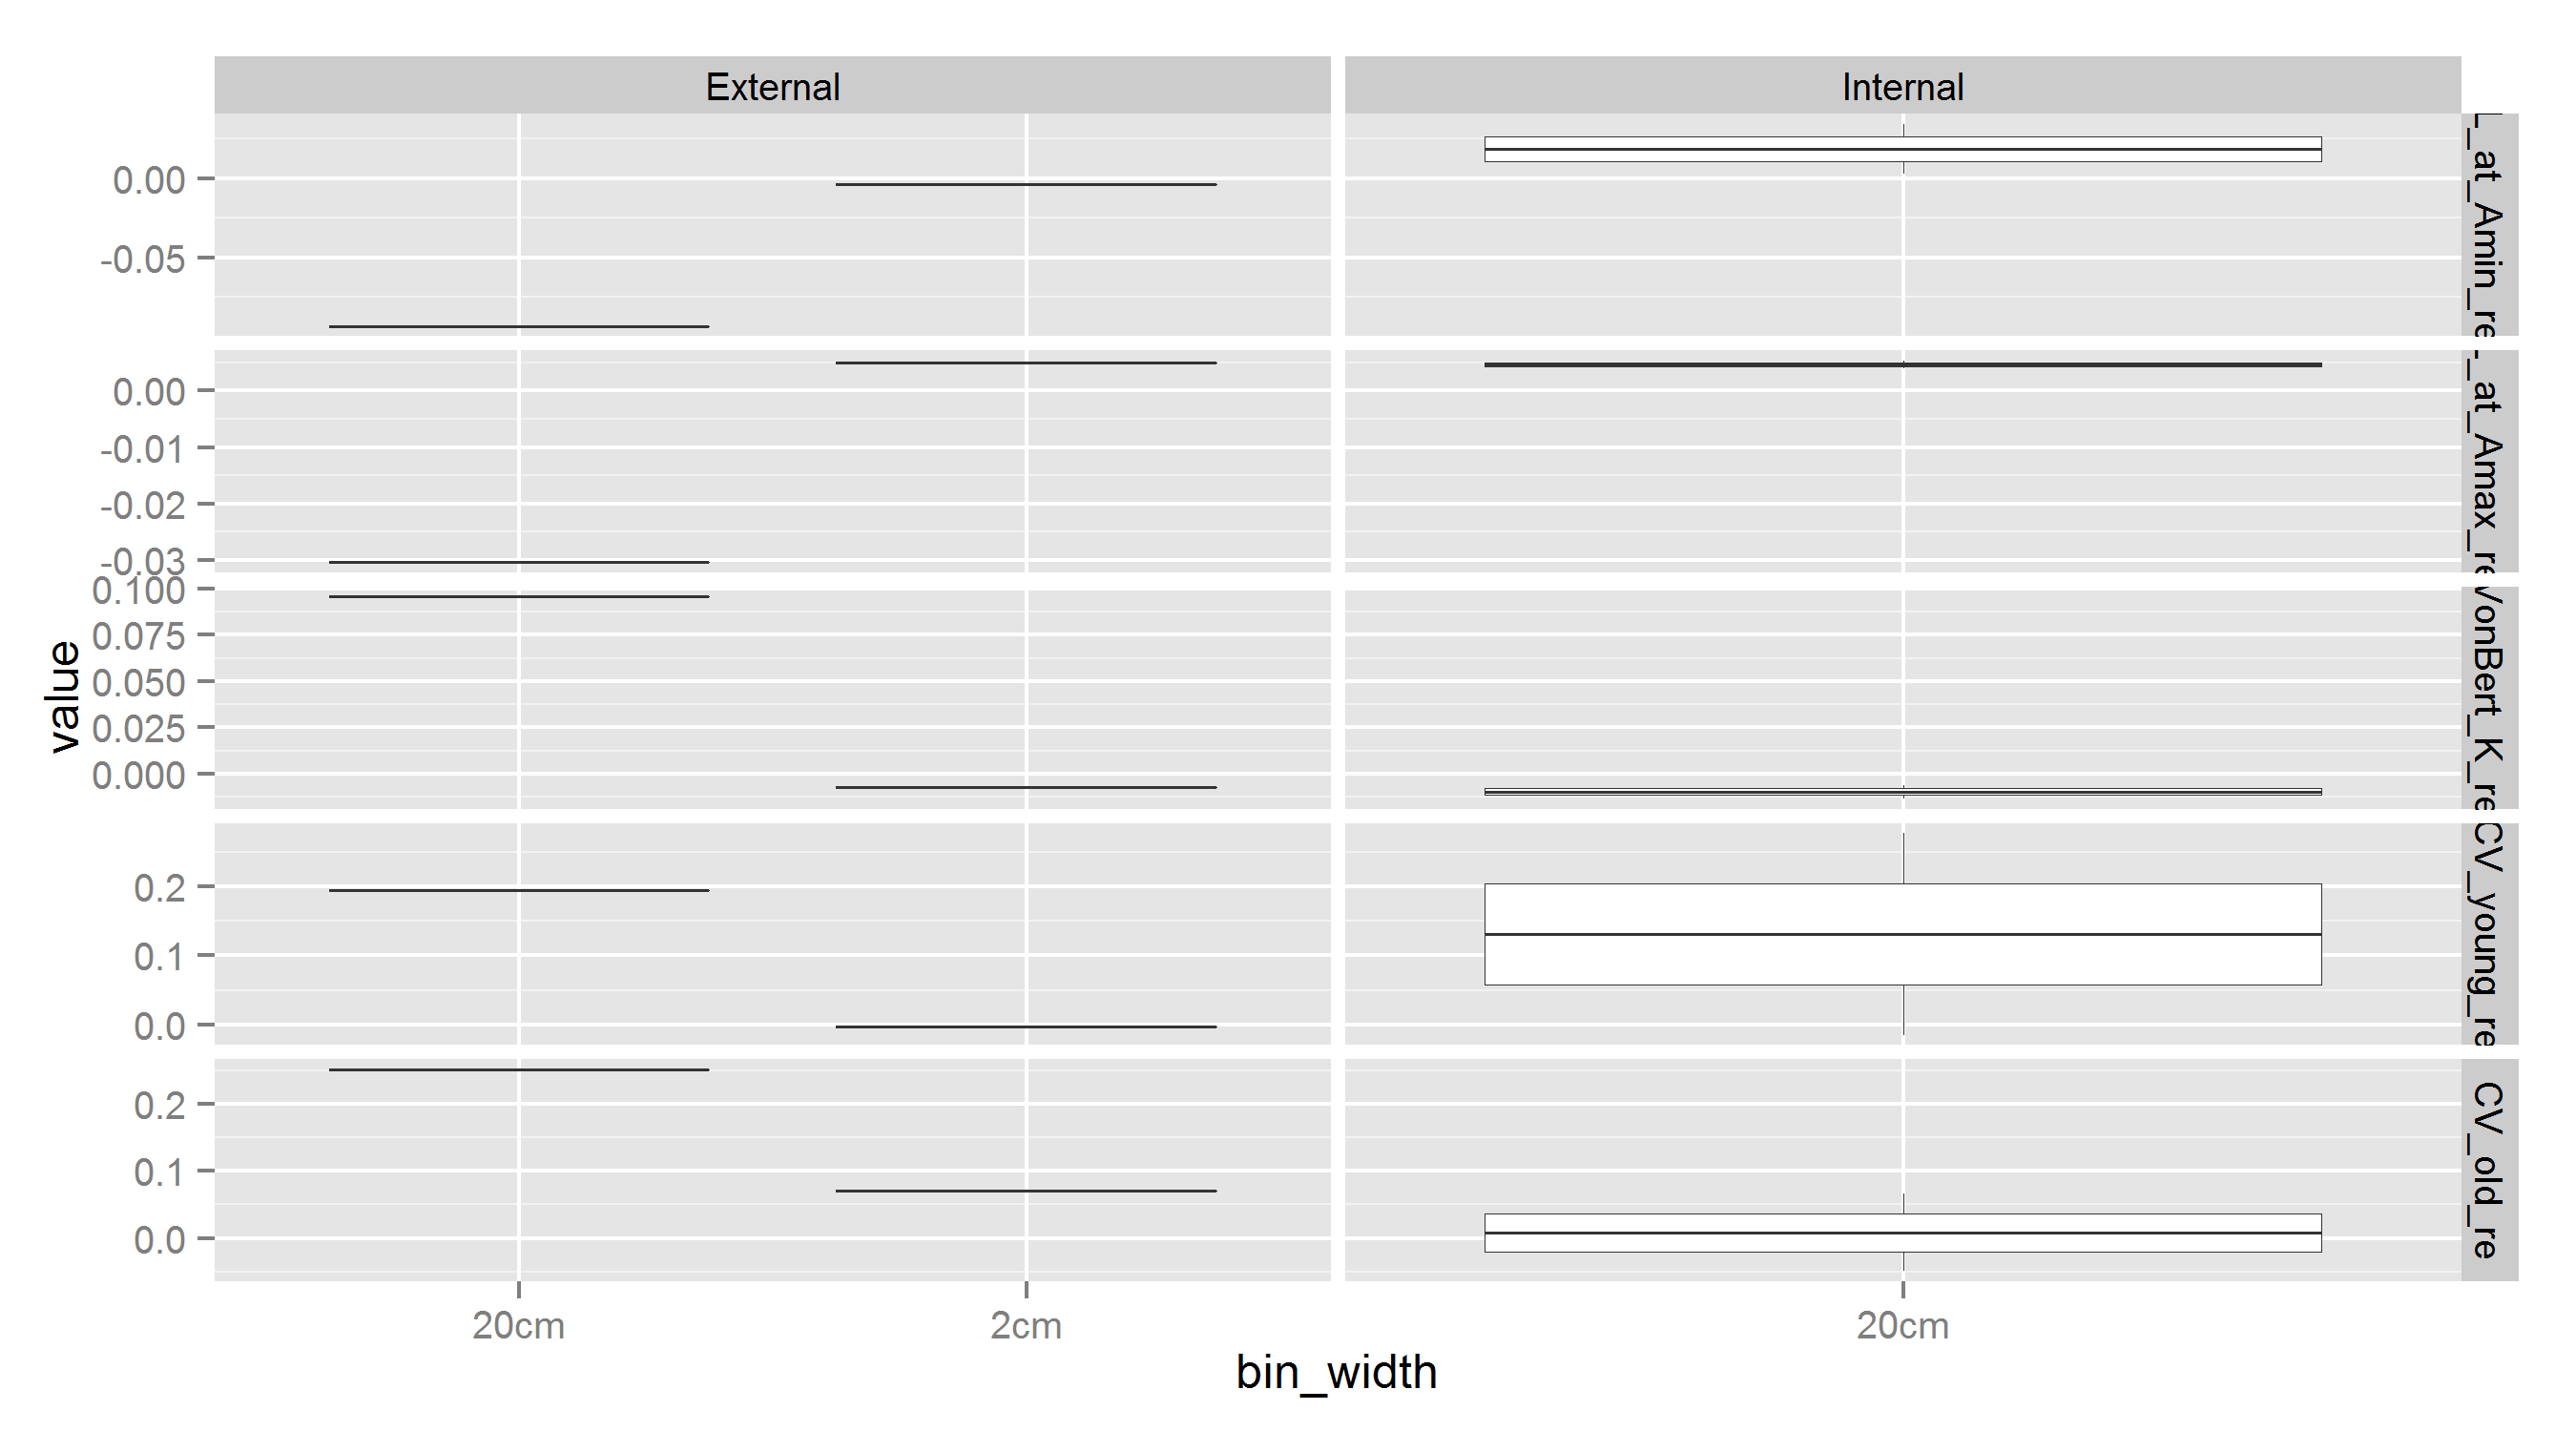 External Internal
0.00
-0.05
_at_Amin_re
0.00
-0.01
-0.02
-0.03
_at_Amax_re
0.100
0.075
0.050
0.025
0.000
VonBert_K_re
0.2
0.1
0.0
CV_young_re
0.2
0.1
0.0
CV_old_re
value
20cm 2cm 20cm
bin_width